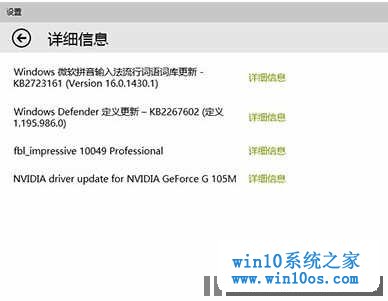 设置
详细信息
Windows 微软拼音输入法流行词语词库更新 -
KB2723161 (Version 16.0.1430.1)
详细信息
Windows Defender 定义更新 – KB2267602 (定义
1.195.986.0)
详细信息
fbl_impressive 10049 Professional
详细信息
NVIDIA driver update for NVIDIA GeForce G 105M
详细信息
win10系统之家
www.win10os.com